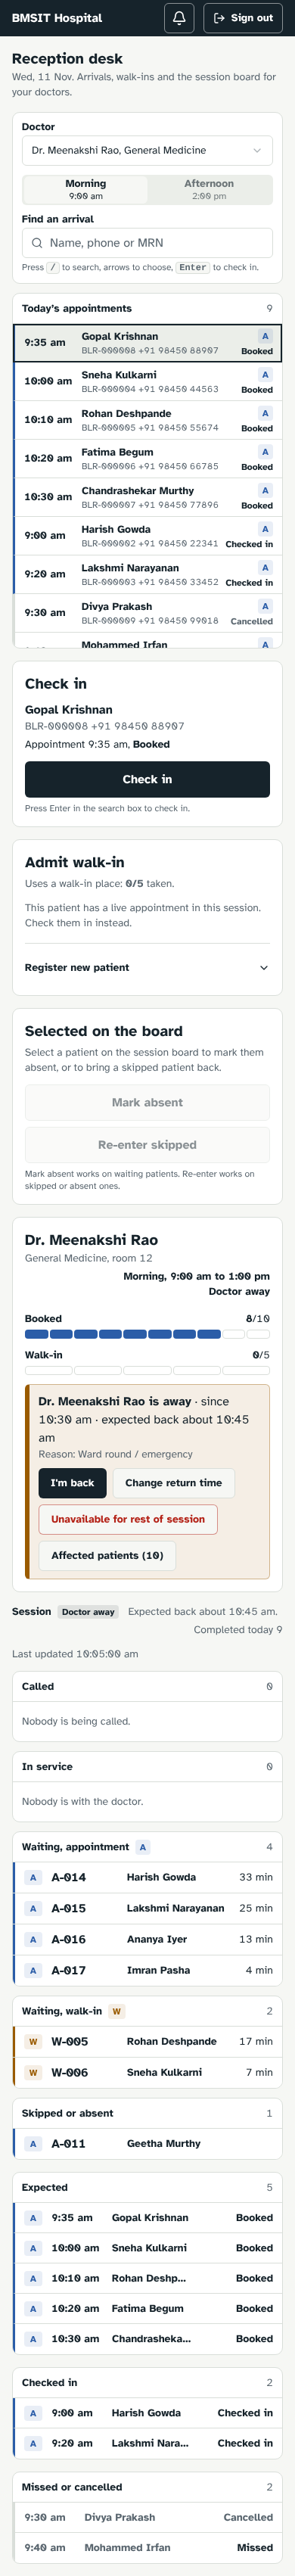 BMSIT Hospital
Sign out
Reception desk
Wed, 11 Nov. Arrivals, walk-ins and the session board for
your doctors.
Doctor
Dr. Meenakshi Rao, General Medicine
Morning
9:00 am
Afternoon
2:00 pm
Find an arrival
Name, phone or MRN
Press / to search, arrows to choose, Enter to check in.
Today's appointments 9
9:35 am Gopal Krishnan A
BLR-000008 +91 98450 88907 Booked
10:00 am Sneha Kulkarni A
BLR-000004 +91 98450 44563 Booked
10:10 am Rohan Deshpande A
BLR-000005 +91 98450 55674 Booked
10:20 am Fatima Begum A
BLR-000006 +91 98450 66785 Booked
10:30 am Chandrashekar Murthy A
BLR-000007 +91 98450 77896 Booked
9:00 am Harish Gowda A
BLR-000002 +91 98450 22341 Checked in
9:20 am Lakshmi Narayanan A
BLR-000003 +91 98450 33452 Checked in
9:30 am Divya Prakash A
BLR-000009 +91 98450 99018 Cancelled
Mohammed Irfan A
Check in
Gopal Krishnan
BLR-000008 +91 98450 88907
Appointment 9:35 am, Booked
Check in
Press Enter in the search box to check in.
Admit walk-in
Uses a walk-in place: 0/5 taken.
This patient has a live appointment in this session.
Check them in instead.
Register new patient
Selected on the board
Select a patient on the session board to mark them
absent, or to bring a skipped patient back.
Mark absent
Re-enter skipped
Mark absent works on waiting patients. Re-enter works on
skipped or absent ones.
Dr. Meenakshi Rao
General Medicine, room 12
Morning, 9:00 am to 1:00 pm
Doctor away
Booked 8/10
Walk-in 0/5
Dr. Meenakshi Rao is away · since
10:30 am · expected back about 10:45
am
Reason: Ward round / emergency
I'm back
Change return time
Unavailable for rest of session
Affected patients (10)
Session Doctor away Expected back about 10:45 am.
Completed today 9
Last updated 10:05:00 am
Called 0
Nobody is being called.
In service 0
Nobody is with the doctor.
Waiting, appointment A 4
A A-014 Harish Gowda 33 min
A A-015 Lakshmi Narayanan 25 min
A A-016 Ananya Iyer 13 min
A A-017 Imran Pasha 4 min
Waiting, walk-in W 2
W W-005 Rohan Deshpande 17 min
W W-006 Sneha Kulkarni 7 min
Skipped or absent 1
A A-011 Geetha Murthy
Expected 5
A 9:35 am Gopal Krishnan Booked
A 10:00 am Sneha Kulkarni Booked
A 10:10 am Rohan Deshp... Booked
A 10:20 am Fatima Begum Booked
A 10:30 am Chandrasheka... Booked
Checked in 2
A 9:00 am Harish Gowda Checked in
A 9:20 am Lakshmi Nara... Checked in
Missed or cancelled 2
9:30 am Divya Prakash Cancelled
9:40 am Mohammed Irfan Missed